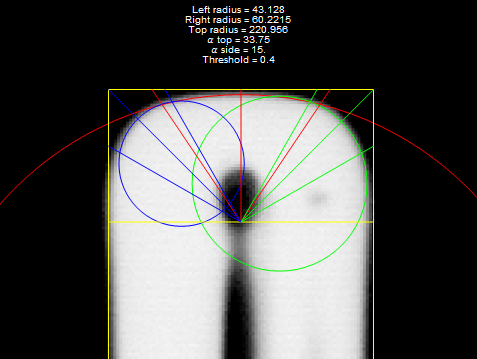 Left radius = 43.128
Right radius = 60.2215
Top radius = 220.956
α top = 33.75
α side = 15.
Threshold = 0.4